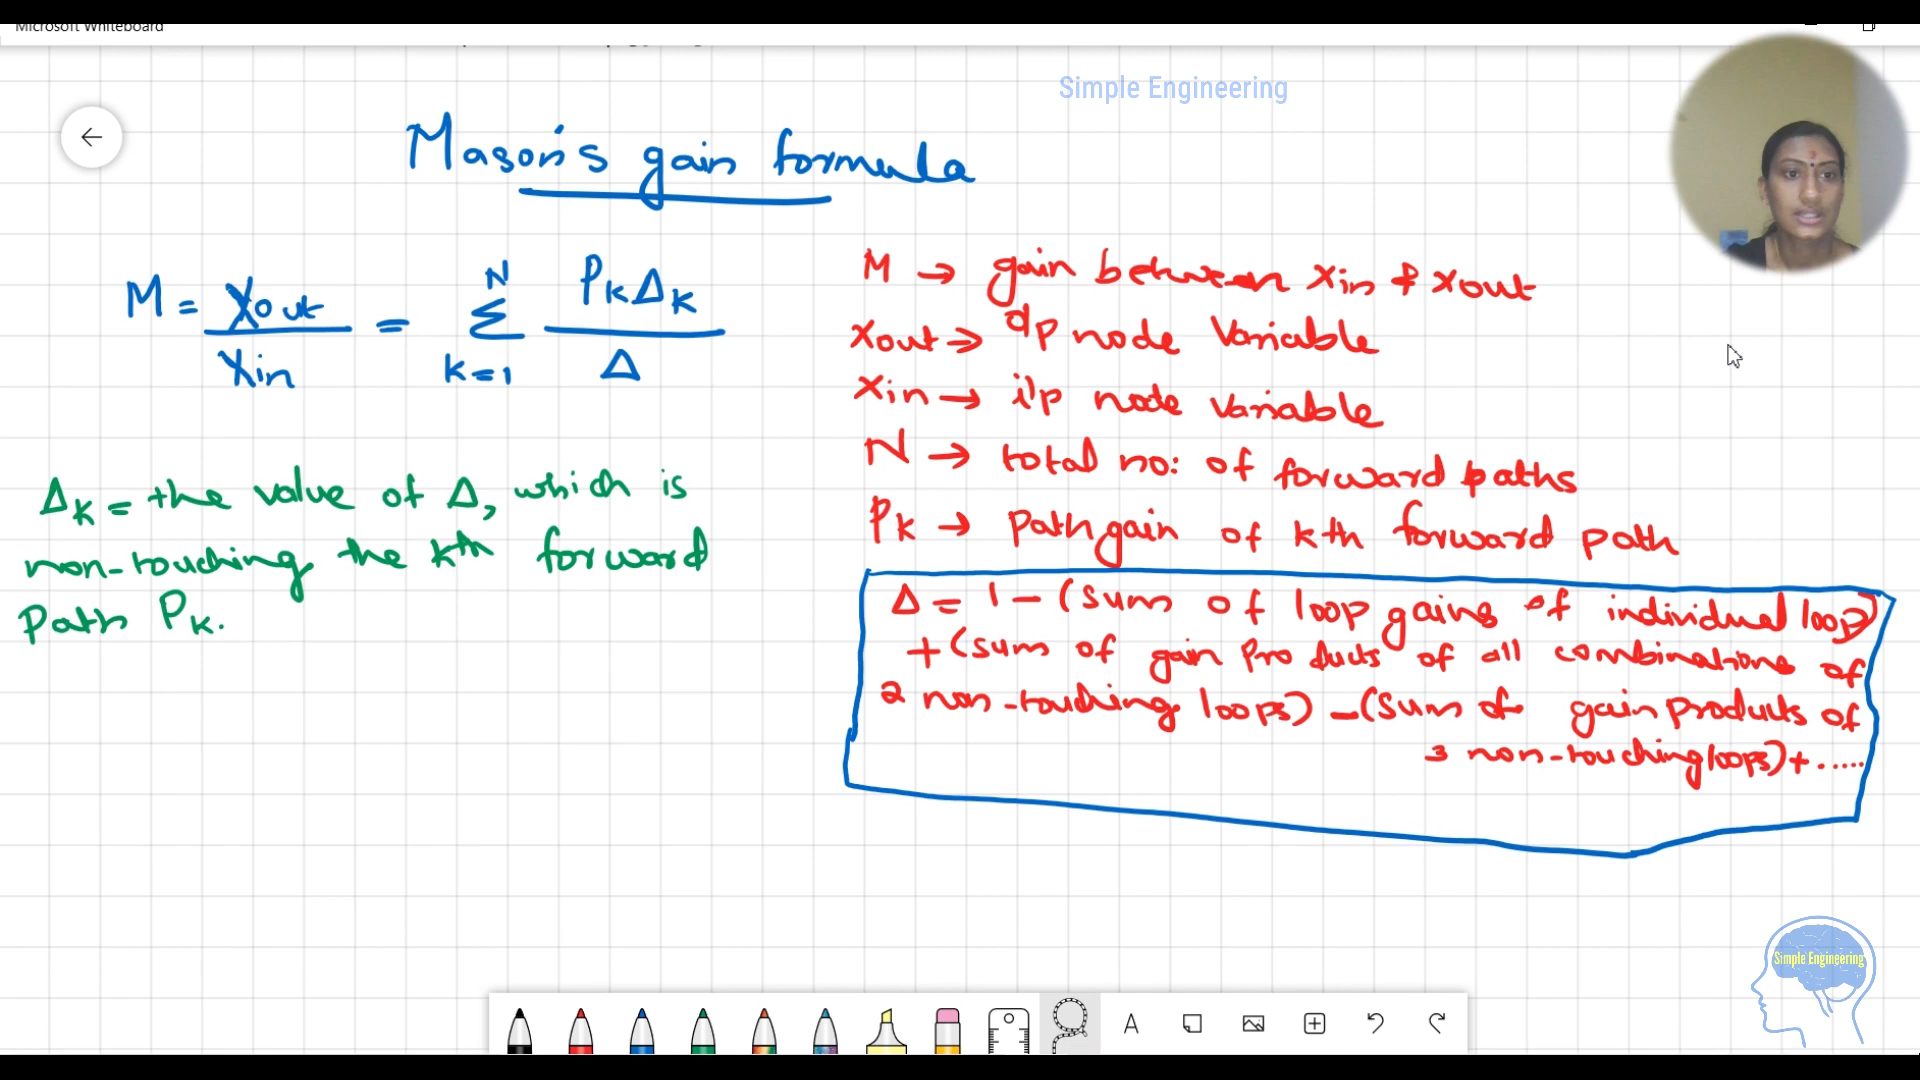 Microsoft Whiteboard
Simple Engineering
Mason's gain formula
M = Xout / Xin = N Σ k=1 PkΔk / Δ
M → gain between Xin & Xout
Xout → o/p node variable
Xin → i/p node variable
N → total no: of forward paths
Pk → Path gain of kth forward path
Δ = 1 - (sum of loop gains of individual loop)
+ (sum of gain products of all combinations of
2 non-touching loops) - (sum of gain products of
3 non-touching loops) + .....
Δk = the value of Δ, which is
non-touching the kth forward
Path Pk.
A
Simple Engineering